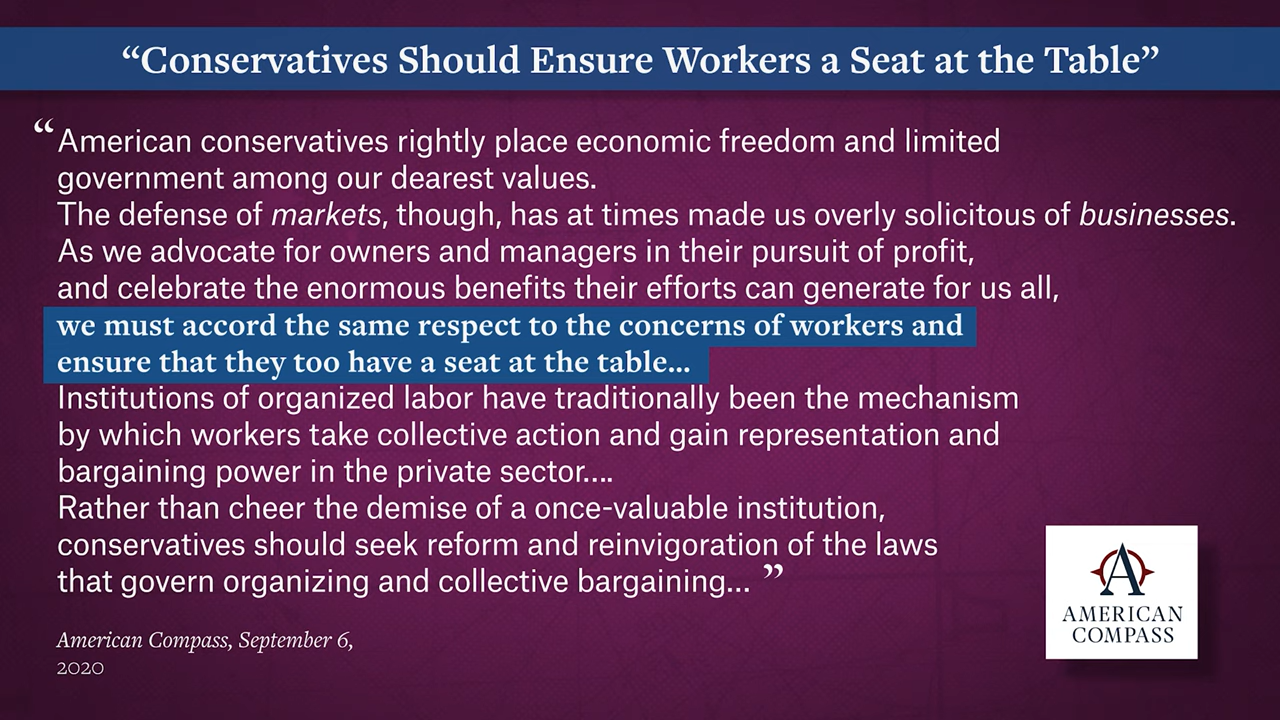 “Conservatives Should Ensure Workers a Seat at the Table”
“American conservatives rightly place economic freedom and limited
government among our dearest values.
The defense of markets, though, has at times made us overly solicitous of businesses.
As we advocate for owners and managers in their pursuit of profit,
and celebrate the enormous benefits their efforts can generate for us all,
we must accord the same respect to the concerns of workers and
ensure that they too have a seat at the table...
Institutions of organized labor have traditionally been the mechanism
by which workers take collective action and gain representation and
bargaining power in the private sector....
Rather than cheer the demise of a once-valuable institution,
conservatives should seek reform and reinvigoration of the laws
that govern organizing and collective bargaining... ”
American Compass, September 6,
2020
AMERICAN
COMPASS